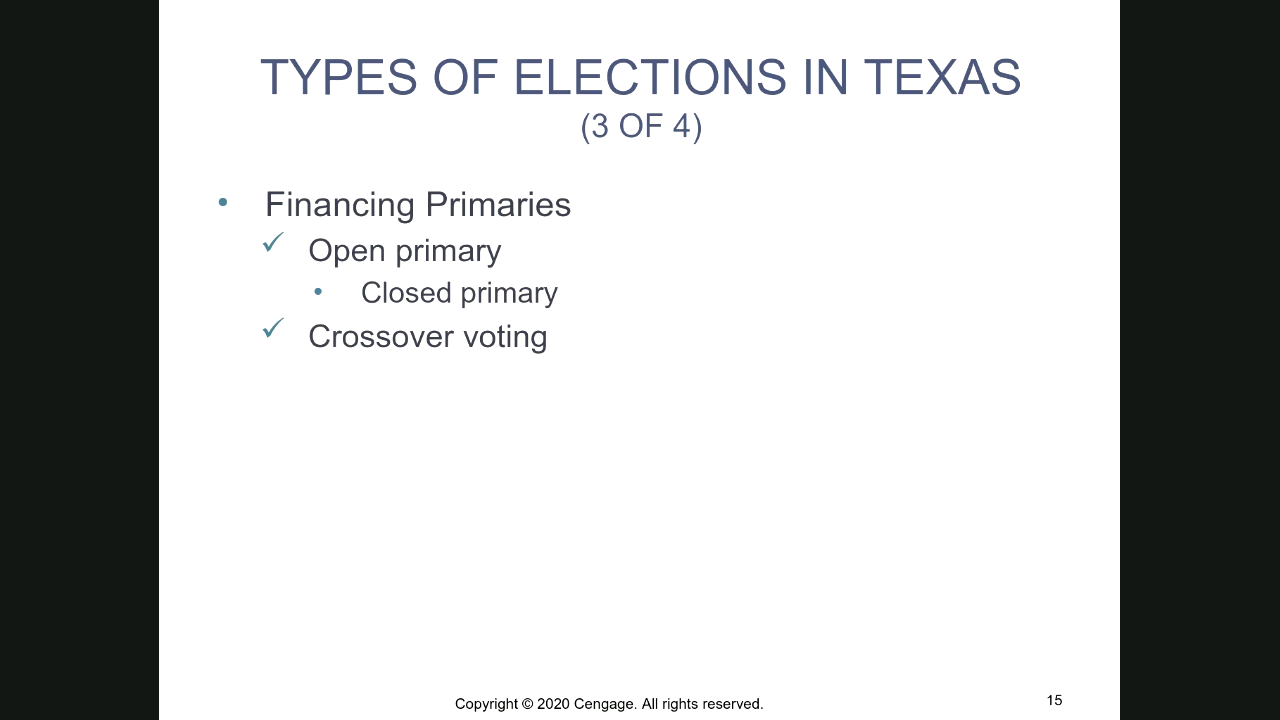 TYPES OF ELECTIONS IN TEXAS
(3 OF 4)
• Financing Primaries
✓ Open primary
• Closed primary
✓ Crossover voting
Copyright © 2020 Cengage. All rights reserved.
15